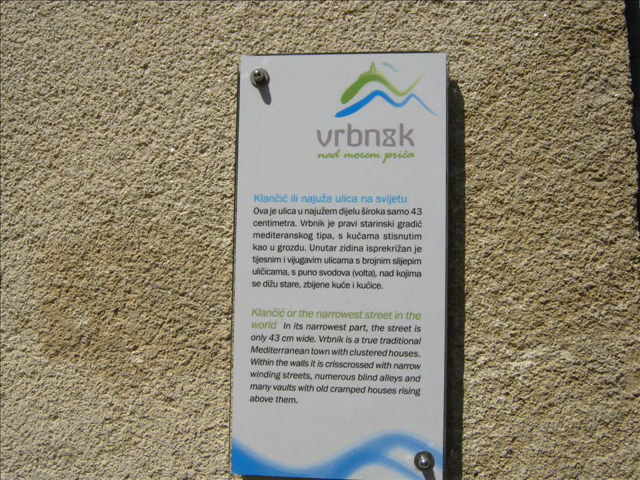 vrbn8k
nad morem priča
Klančić ili najuža ulica na svijetu
Ova je ulica u najužem dijelu široka samo 43
centimetra. Vrbnik je pravi starinski gradić
mediteranskog tipa, s kućama stisnutim
kao u grozdu. Unutar zidina isprekrižan je
tijesnim i vijugavim ulicama s brojnim slijepim
uličicama, s puno svodova (volta), nad kojima
se dižu stare, zbijene kuće i kućice.
Klančić or the narrowest street in the
world In its narrowest part, the street is
only 43 cm wide. Vrbnik is a true traditional
Mediterranean town with clustered houses.
Within the walls it is crisscrossed with narrow
winding streets, numerous blind alleys and
many vaults with old cramped houses rising
above them.